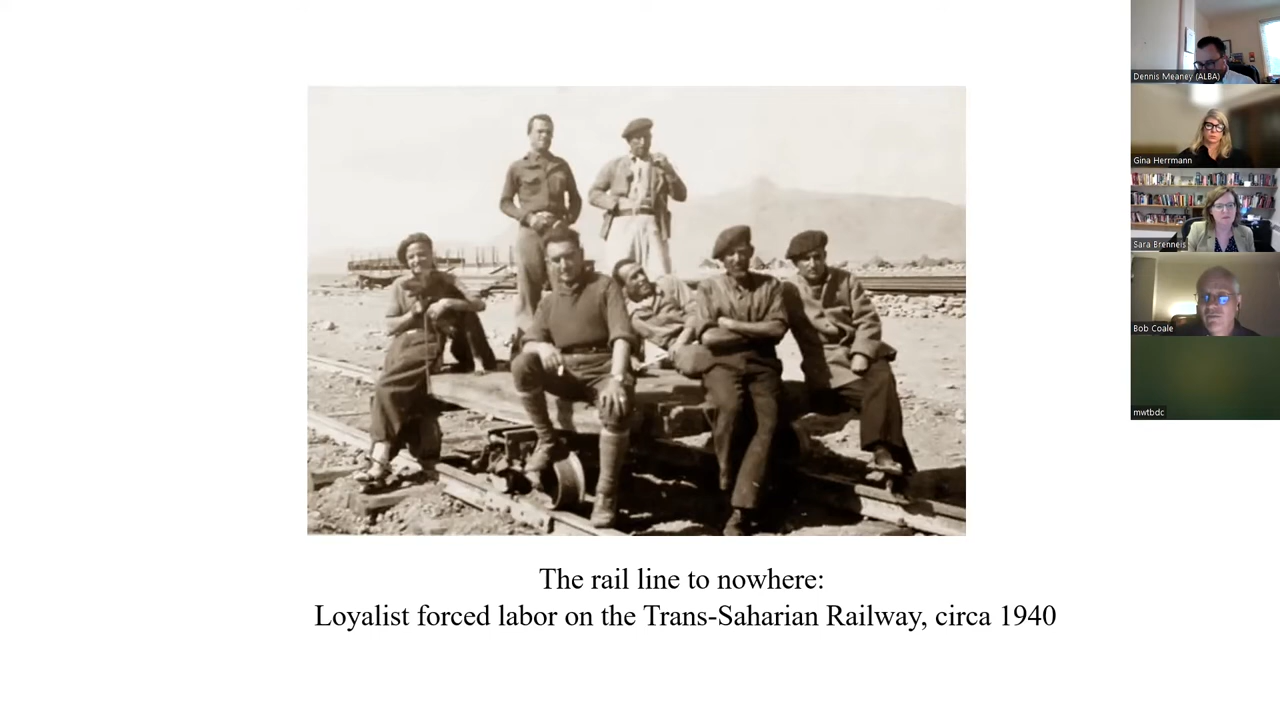 Dennis Meaney (ALBA)
Gina Herrmann
Sara Brenneis
Bob Coale
mwtbdc
The rail line to nowhere:
Loyalist forced labor on the Trans-Saharian Railway, circa 1940